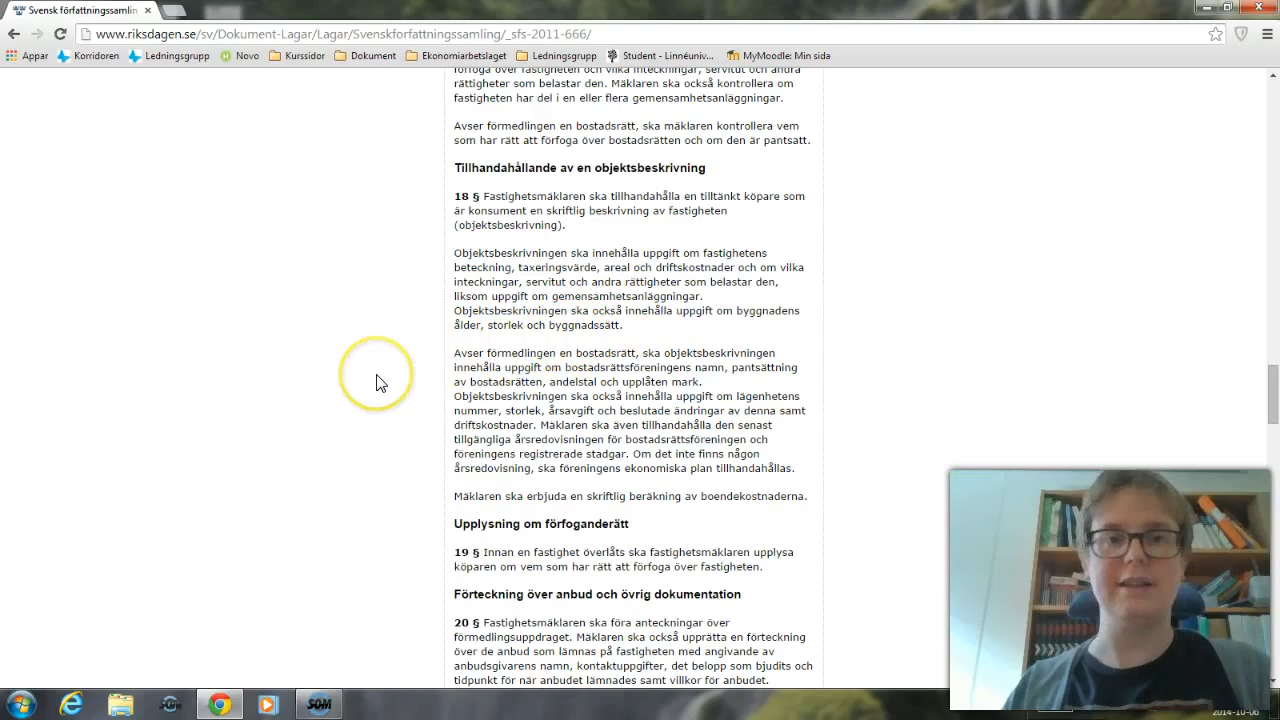 Svensk författningssamlin
www.riksdagen.se/sv/Dokument-Lagar/Lagar/Svenskforfattningssamling/_sfs-2011-666/
Appar Korridoren Ledningsgrupp Novo Kurssidor Dokument Ekonomiarbetslaget Ledningsgrupp Student - Linnéuniv... MyMoodle: Min sida
förfoga över fastigheten och vilka inteckningar, servitut och andra
rättigheter som belastar den. Mäklaren ska också kontrollera om
fastigheten har del i en eller flera gemensamhetsanläggningar.
Avser förmedlingen en bostadsrätt, ska mäklaren kontrollera vem
som har rätt att förfoga över bostadsrätten och om den är pantsatt.
Tillhandahållande av en objektsbeskrivning
18 § Fastighetsmäklaren ska tillhandahålla en tilltänkt köpare som
är konsument en skriftlig beskrivning av fastigheten
(objektsbeskrivning).
Objektsbeskrivningen ska innehålla uppgift om fastighetens
beteckning, taxeringsvärde, areal och driftskostnader och om vilka
inteckningar, servitut och andra rättigheter som belastar den,
liksom uppgift om gemensamhetsanläggningar.
Objektsbeskrivningen ska också innehålla uppgift om byggnadens
ålder, storlek och byggnadssätt.
Avser förmedlingen en bostadsrätt, ska objektsbeskrivningen
innehålla uppgift om bostadsrättsföreningens namn, pantsättning
av bostadsrätten, andelstal och upplåten mark.
Objektsbeskrivningen ska också innehålla uppgift om lägenhetens
nummer, storlek, årsavgift och beslutade ändringar av denna samt
driftskostnader. Mäklaren ska även tillhandahålla den senast
tillgängliga årsredovisningen för bostadsrättsföreningen och
föreningens registrerade stadgar. Om det inte finns någon
årsredovisning, ska föreningens ekonomiska plan tillhandahållas.
Mäklaren ska erbjuda en skriftlig beräkning av boendekostnaderna.
Upplysning om förfoganderätt
19 § Innan en fastighet överlåts ska fastighetsmäklaren upplysa
köparen om vem som har rätt att förfoga över fastigheten.
Förteckning över anbud och övrig dokumentation
20 § Fastighetsmäklaren ska föra anteckningar över
förmedlingsuppdraget. Mäklaren ska också upprätta en förteckning
över de anbud som lämnas på fastigheten med angivande av
anbudsgivarens namn, kontaktuppgifter, det belopp som bjudits och
tidpunkt för när anbudet lämnades samt villkor för anbudet.
SOM
2014-10-06